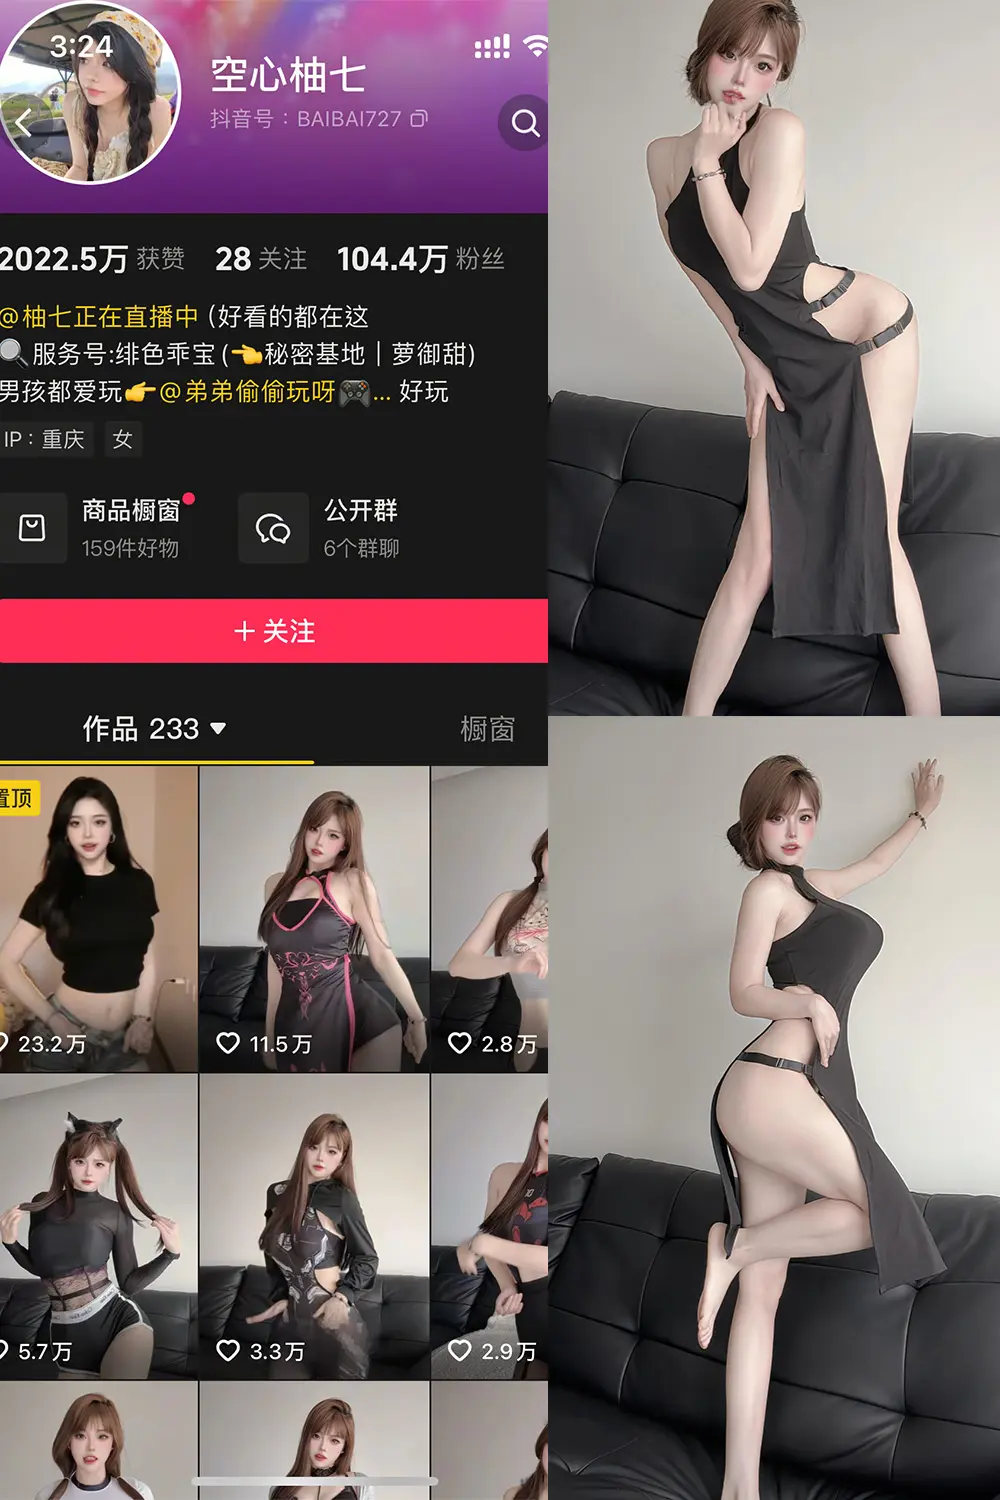 3:24
空心柚七
抖音号：BAIBAI727
2022.5万 获赞 28 关注 104.4万 粉丝
@柚七正在直播中 (好看的都在这
🔍服务号:绯色乖宝(👈秘密基地｜萝御甜)
男孩都爱玩👉@弟弟偷偷玩呀🎮... 好玩
IP：重庆 女
商品橱窗 公开群
159件好物 6个群聊
＋关注
作品 233 橱窗
置顶
23.2万 11.5万 2.8万
5.7万 3.3万 2.9万